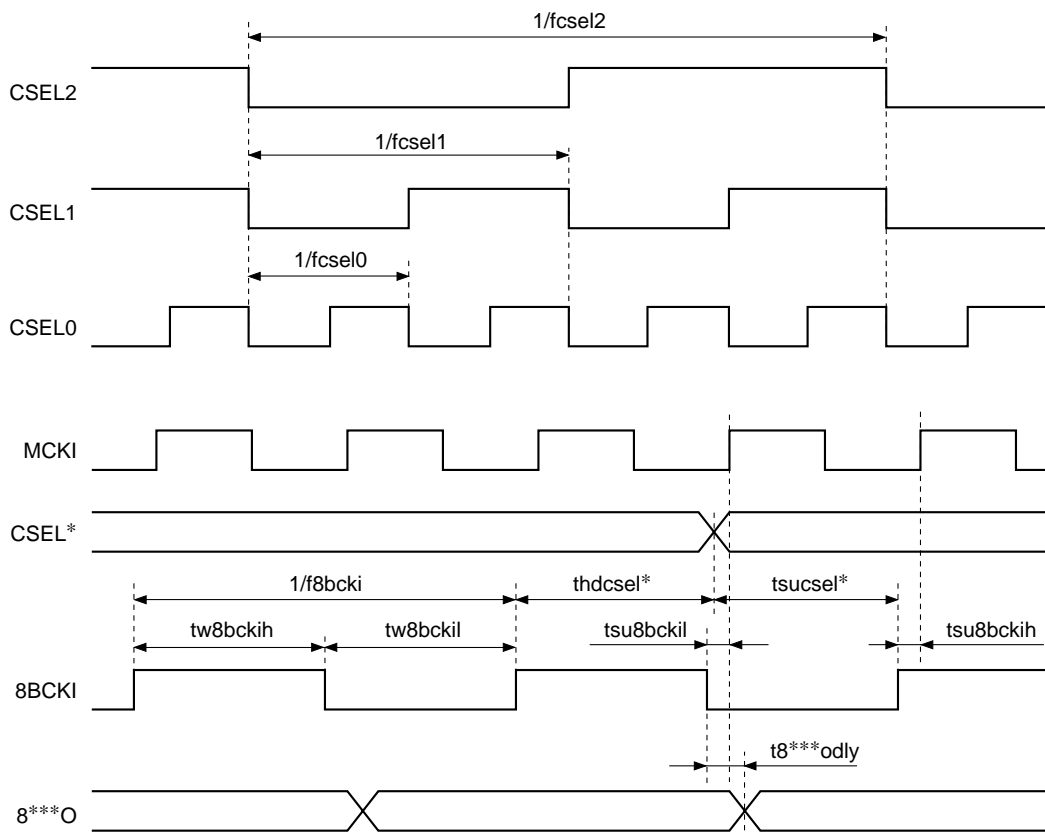 1/fcsel2
CSEL2
1/fcsel1
CSEL1
1/fcsel0
CSEL0
MCKI
CSEL*
1/f8bcki thdcsel* tsucsel*
tw8bckih tw8bckil tsu8bckil tsu8bckih
8BCKI
t8***odly
8***O